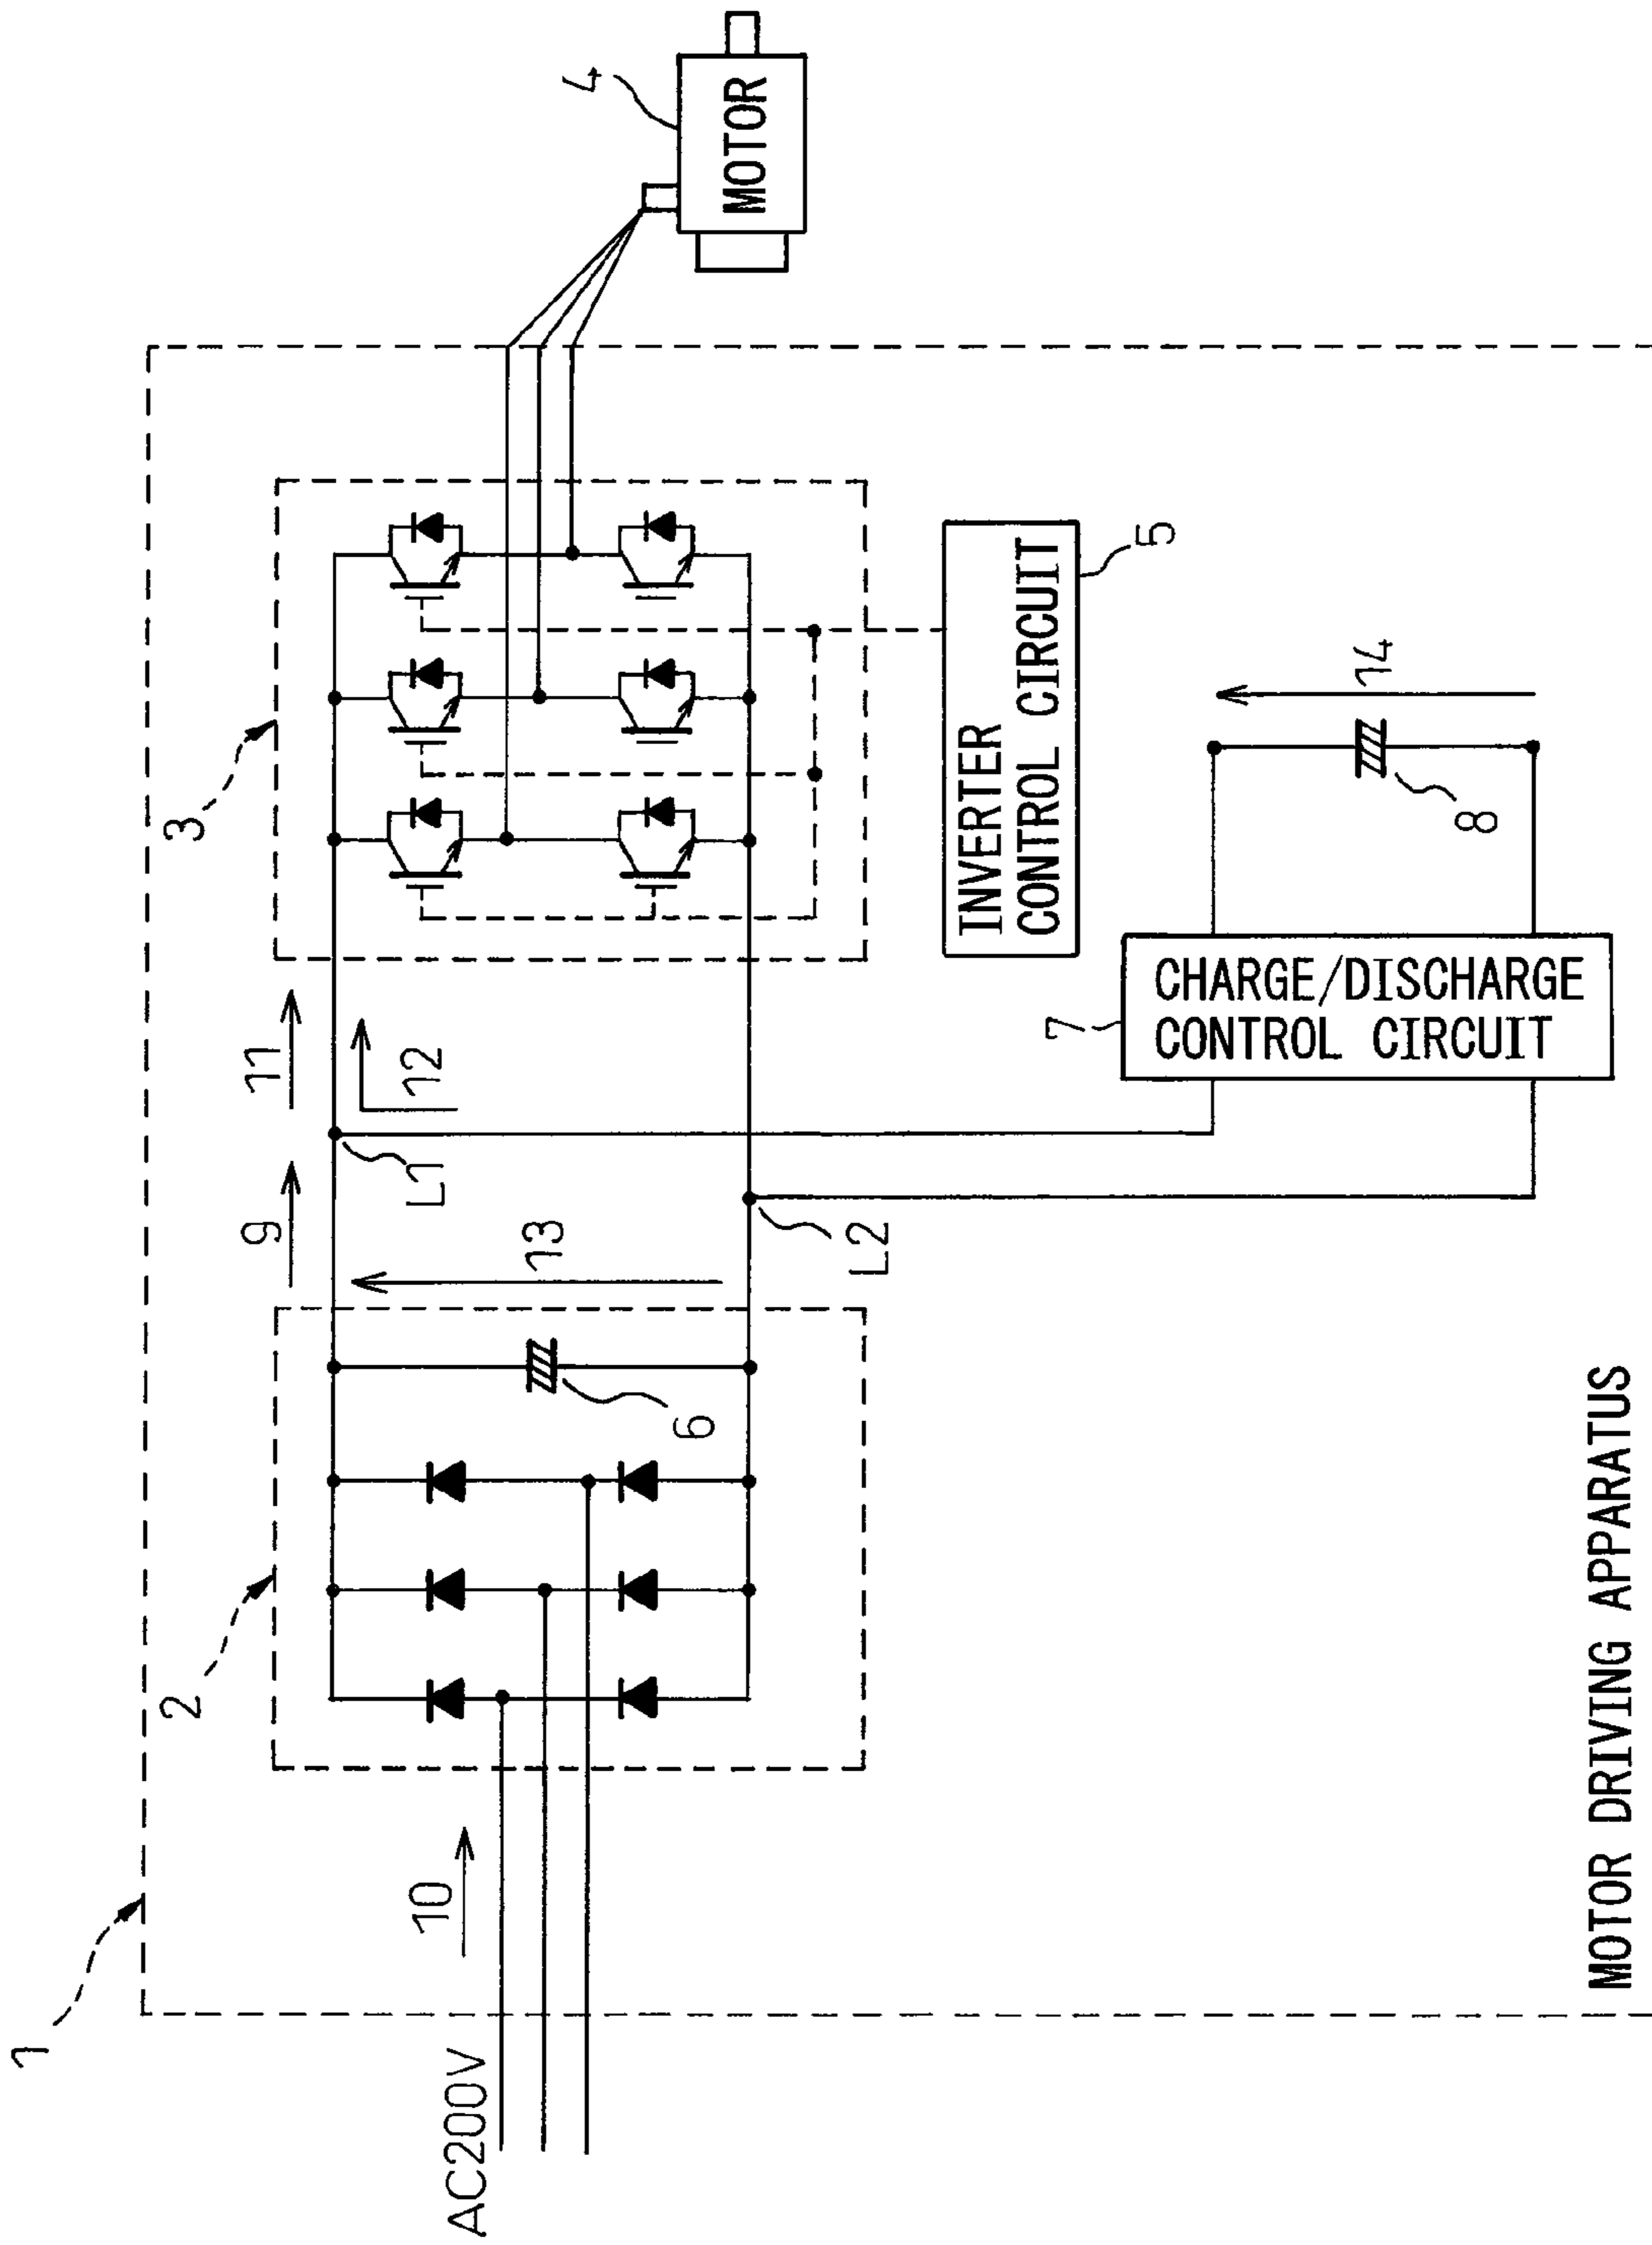 1
2
3
4
MOTOR
AC200V
10
9
11
12
L1
13
6
L2
INVERTER
CONTROL CIRCUIT
5
7
CHARGE/DISCHARGE
CONTROL CIRCUIT
14
8
MOTOR DRIVING APPARATUS